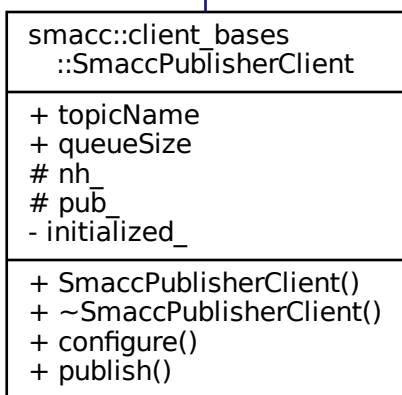 smacc::client_bases
::SmaccPublisherClient
+ topicName
+ queueSize
# nh_
# pub_
- initialized_
+ SmaccPublisherClient()
+ ~SmaccPublisherClient()
+ configure()
+ publish()